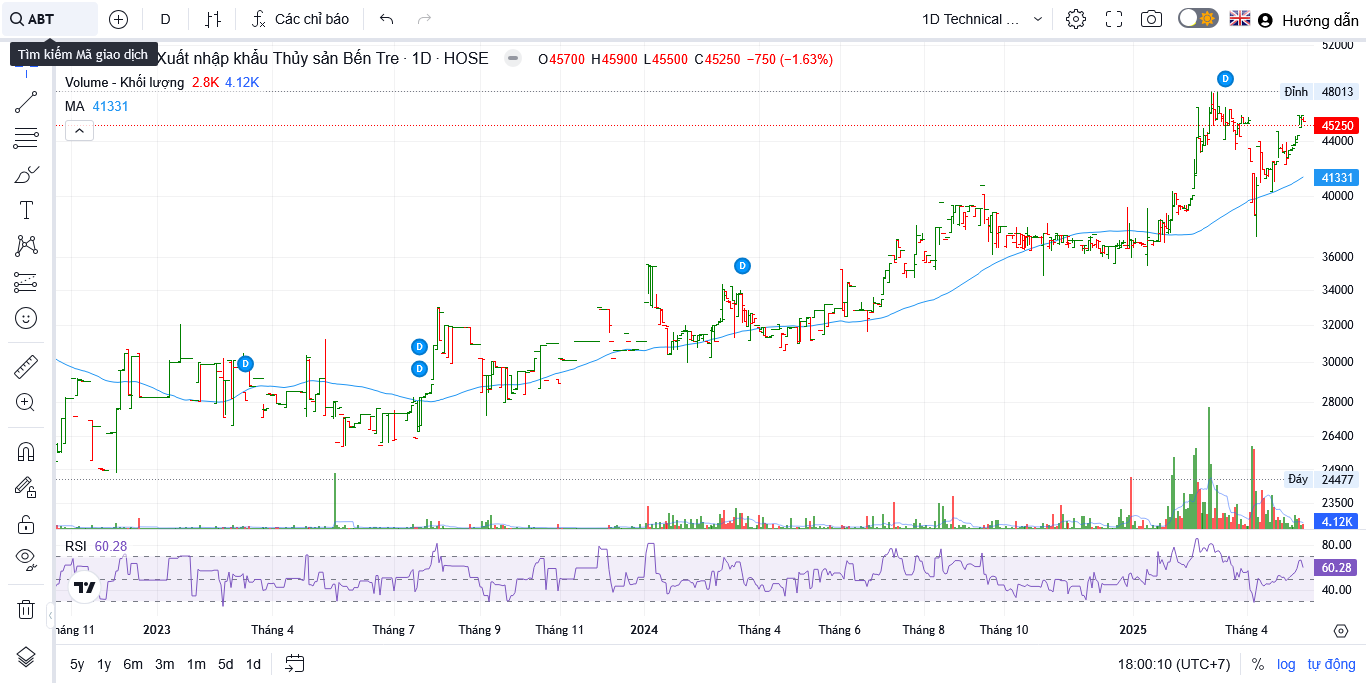 ABT
D
Các chỉ báo
1D Technical ...
Hướng dẫn
Tìm kiếm Mã giao dịch
Xuất nhập khẩu Thủy sản Bến Tre · 1D · HOSE
O45700 H45900 L45500 C45250 −750 (−1.63%)
Volume - Khối lượng 2.8K 4.12K
MA 41331
52000
Đỉnh 48013
45250
44000
41331
40000
36000
34000
32000
30000
28000
26400
24900
Đáy 24477
23500
4.12K
D
D
D
D
D
RSI 60.28
80.00
60.28
40.00
háng 11 2023 Tháng 4 Tháng 7 Tháng 9 Tháng 11 2024 Tháng 4 Tháng 6 Tháng 8 Tháng 10 2025 Tháng 4
5y 1y 6m 3m 1m 5d 1d
18:00:10 (UTC+7) % log tự động